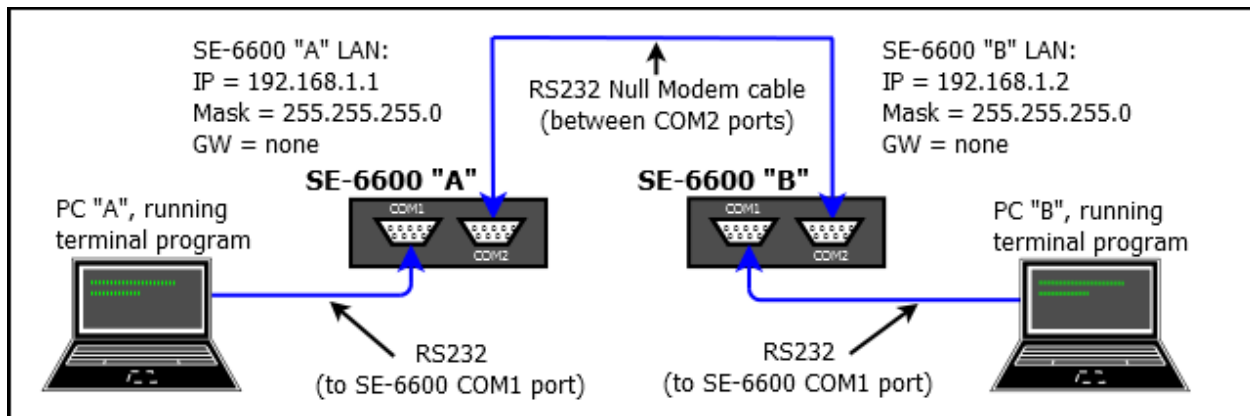 SE-6600 "A" LAN:
IP = 192.168.1.1
Mask = 255.255.255.0
GW = none
RS232 Null Modem cable
(between COM2 ports)
SE-6600 "B" LAN:
IP = 192.168.1.2
Mask = 255.255.255.0
GW = none
SE-6600 "A"
SE-6600 "B"
PC "A", running
terminal program
COM1
COM2
COM1
COM2
PC "B", running
terminal program
RS232
(to SE-6600 COM1 port)
RS232
(to SE-6600 COM1 port)